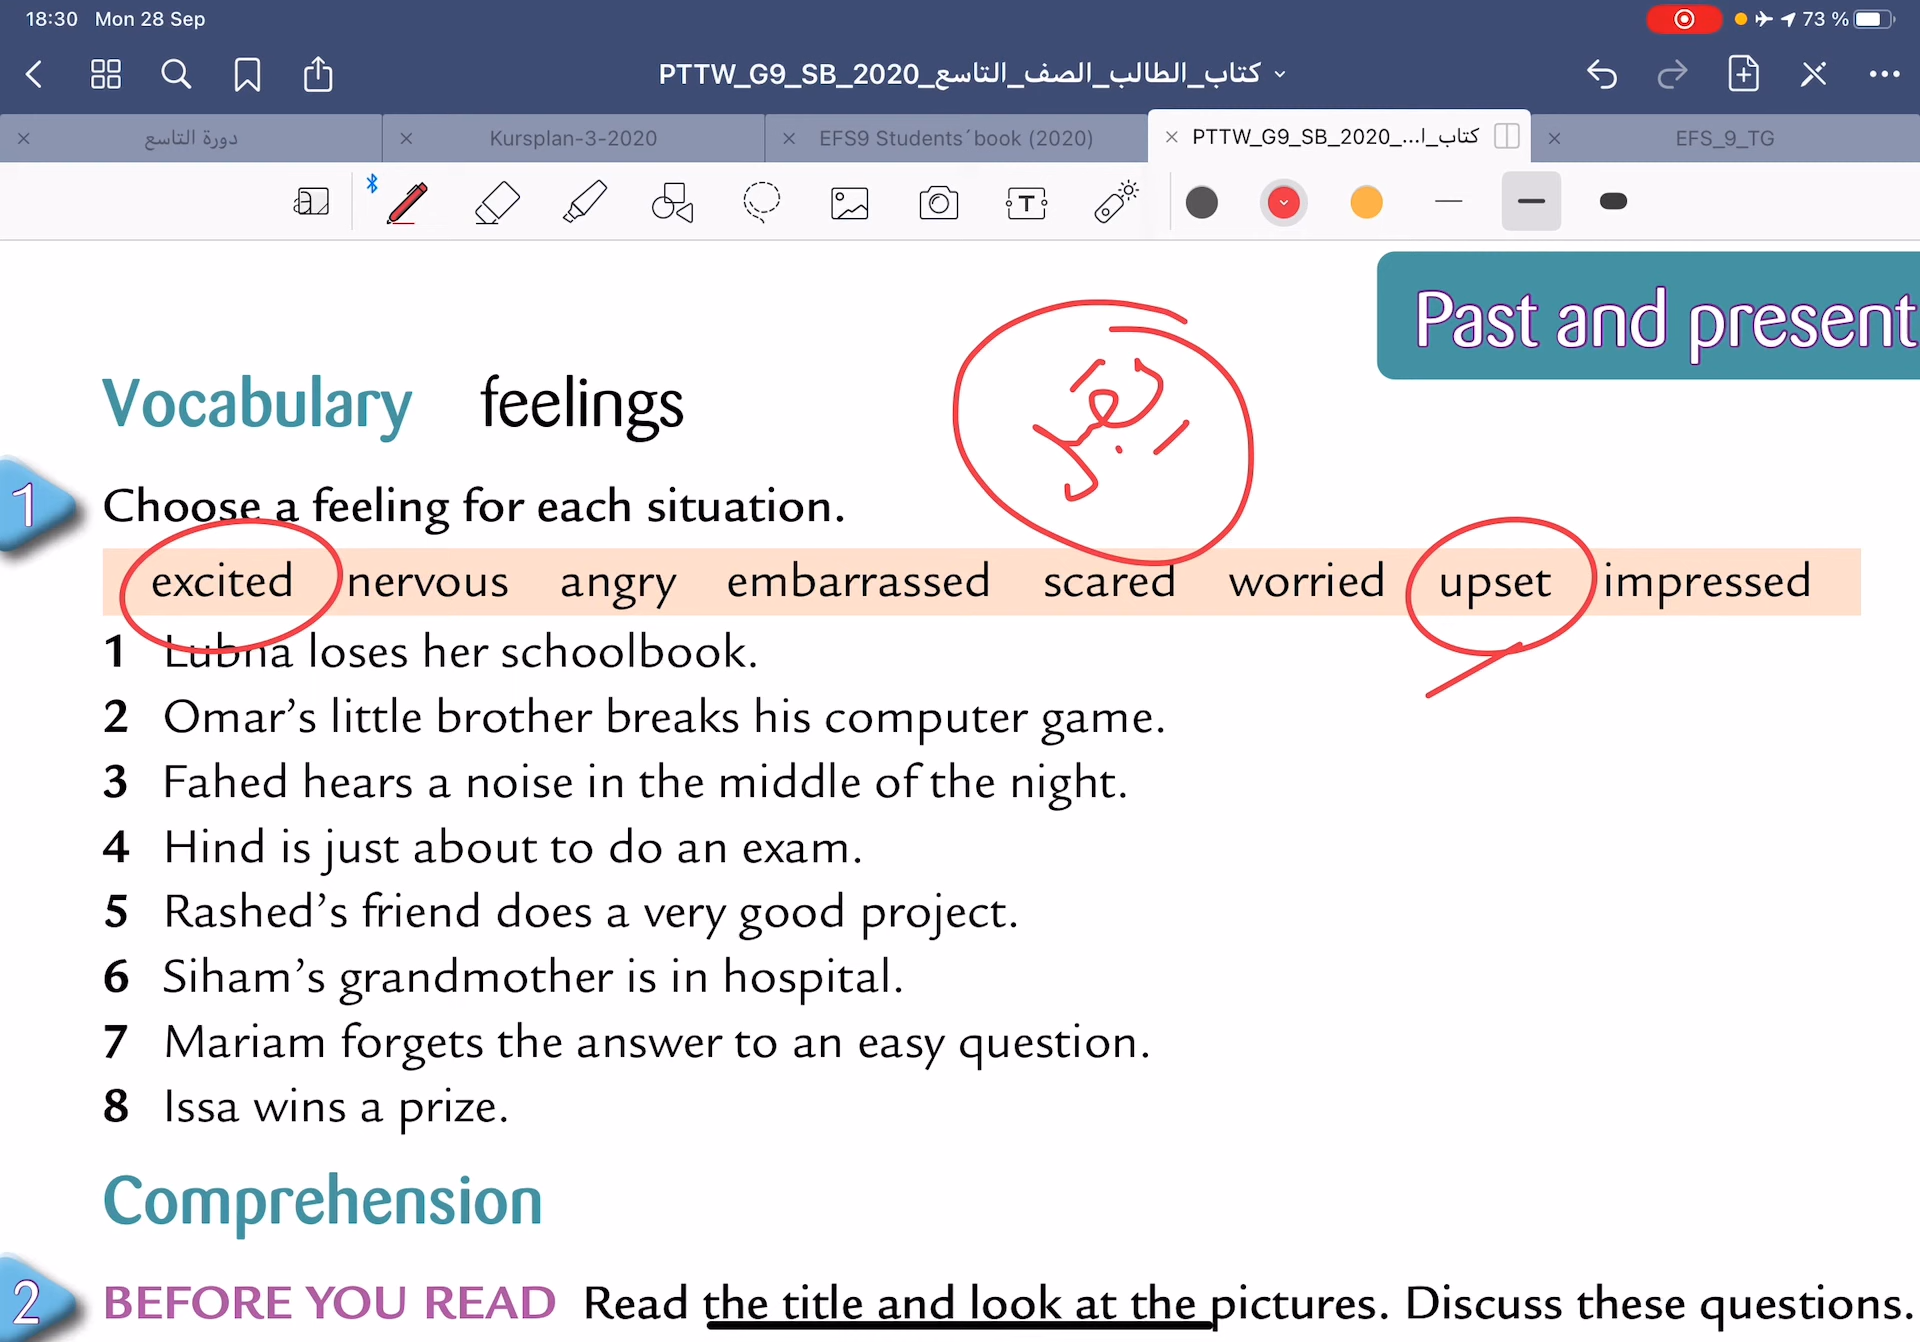 18:30 Mon 28 Sep
73 %
PTTW_G9_SB_2020_كتاب_الطالب_الصف_التاسع
دورة التاسع
Kursplan-3-2020
EFS9 Students´book (2020)
PTTW_G9_SB_2020_...كتاب_ا
EFS_9_TG
Past and present
Vocabulary feelings
1 Choose a feeling for each situation.
excited nervous angry embarrassed scared worried upset impressed
1 Lubna loses her schoolbook.
2 Omar’s little brother breaks his computer game.
3 Fahed hears a noise in the middle of the night.
4 Hind is just about to do an exam.
5 Rashed’s friend does a very good project.
6 Siham’s grandmother is in hospital.
7 Mariam forgets the answer to an easy question.
8 Issa wins a prize.
Comprehension
2 BEFORE YOU READ Read the title and look at the pictures. Discuss these questions.